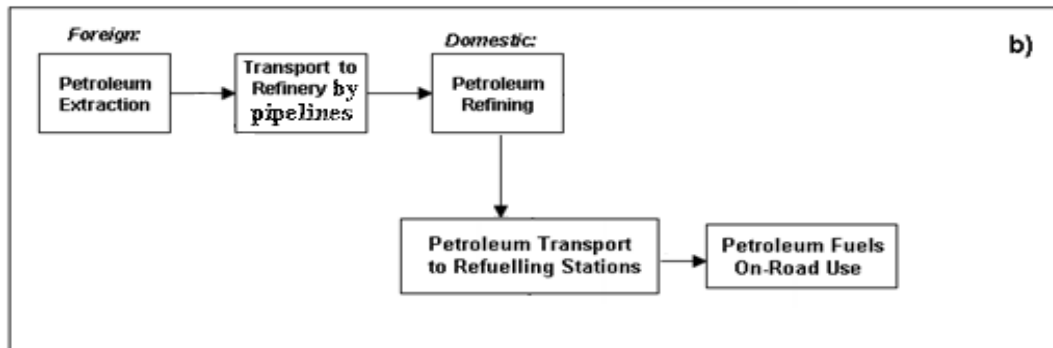 Foreign:
Domestic:
b)
Petroleum
Extraction
Transport to
Refinery by
pipelines
Petroleum
Refining
Petroleum Transport
to Refuelling Stations
Petroleum Fuels
On-Road Use